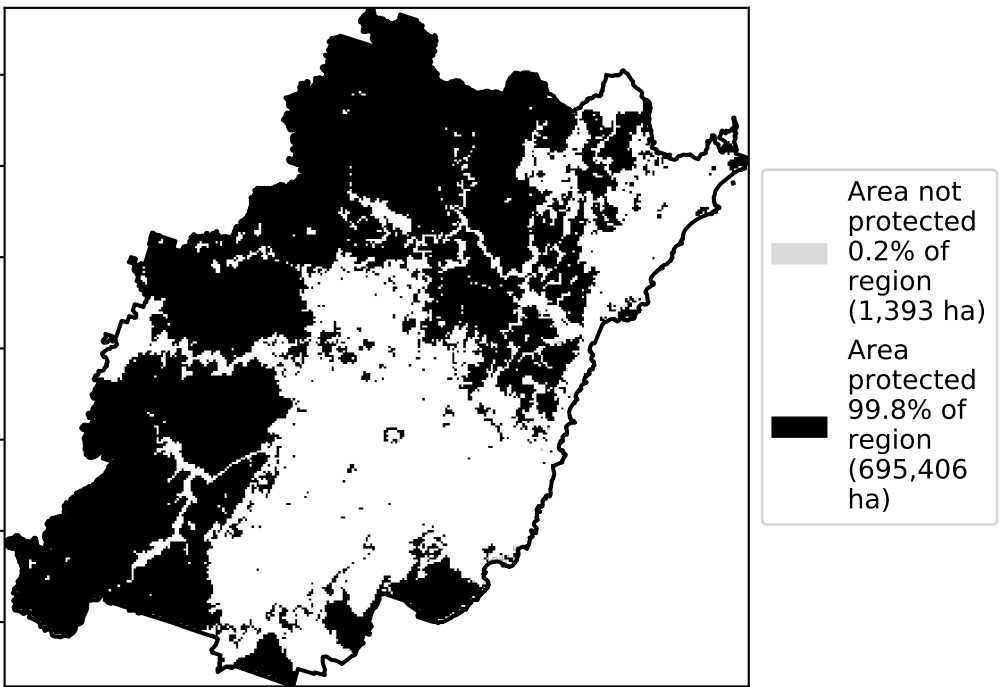 Area not
protected
0.2% of
region
(1,393 ha)
Area
protected
99.8% of
region
(695,406
ha)